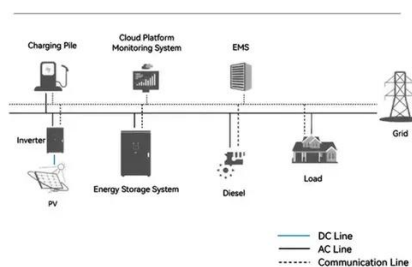 Charging Pile
Cloud Platform
Monitoring System
EMS
Grid
Inverter
PV
Energy Storage System
Diesel
Load
DC Line
AC Line
Communication Line